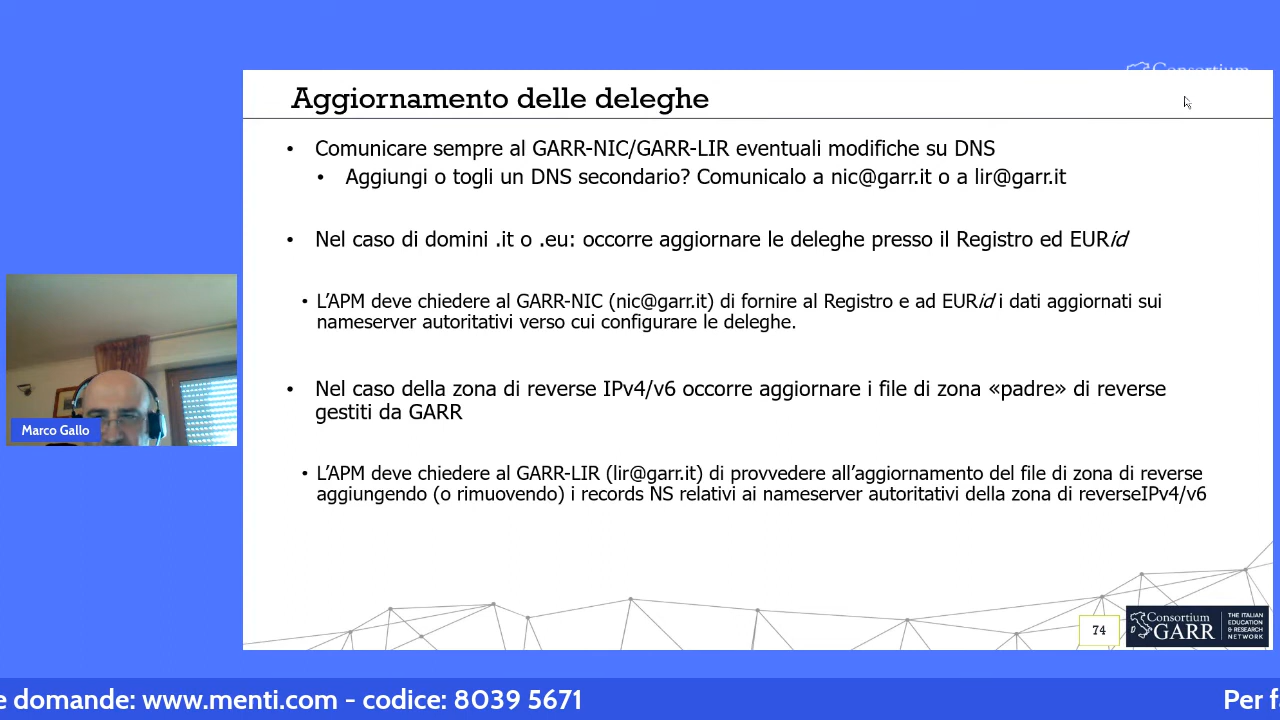 Consortium
Aggiornamento delle deleghe
• Comunicare sempre al GARR-NIC/GARR-LIR eventuali modifiche su DNS
• Aggiungi o togli un DNS secondario? Comunicalo a nic@garr.it o a lir@garr.it
• Nel caso di domini .it o .eu: occorre aggiornare le deleghe presso il Registro ed EURid
• L’APM deve chiedere al GARR-NIC (nic@garr.it) di fornire al Registro e ad EURid i dati aggiornati sui
nameserver autoritativi verso cui configurare le deleghe.
• Nel caso della zona di reverse IPv4/v6 occorre aggiornare i file di zona «padre» di reverse
gestiti da GARR
• L’APM deve chiedere al GARR-LIR (lir@garr.it) di provvedere all’aggiornamento del file di zona di reverse
aggiungendo (o rimuovendo) i records NS relativi ai nameserver autoritativi della zona di reverseIPv4/v6
Marco Gallo
74
Consortium
GARR
THE ITALIAN
EDUCATION
& RESEARCH
NETWORK
e domande: www.menti.com - codice: 8039 5671
Per f